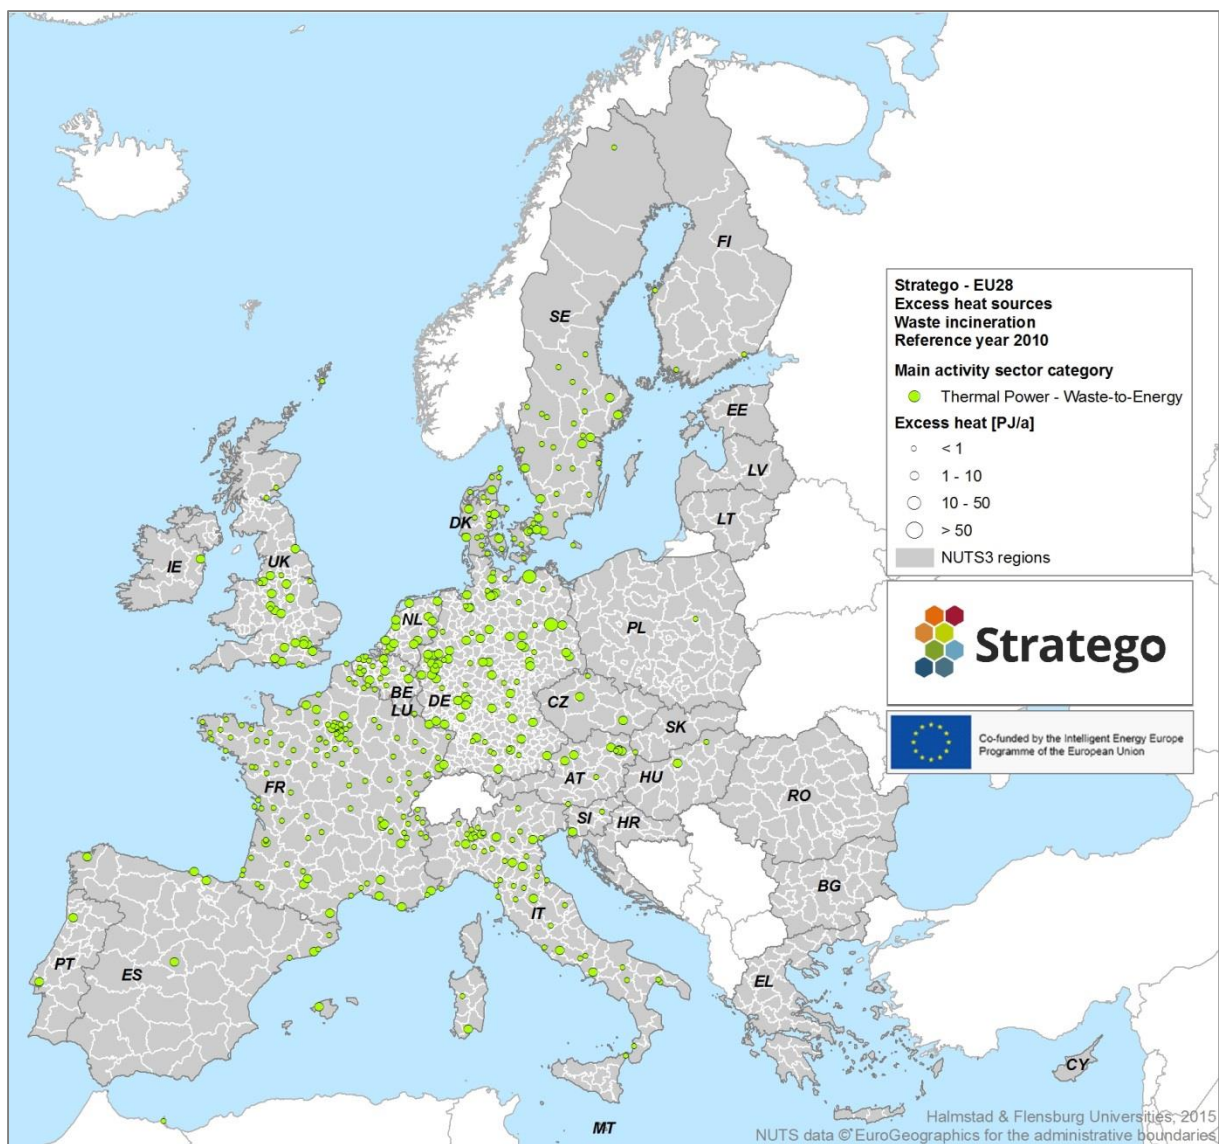 FI
SE
Stratego - EU28
Excess heat sources
Waste incineration
Reference year 2010
Main activity sector category
Thermal Power - Waste-to-Energy
Excess heat [PJ/a]
< 1
1 - 10
10 - 50
> 50
NUTS3 regions
EE
LV
LT
DK
IE
UK
NL
PL
Stratego
BE
LU
DE
CZ
SK
Co-funded by the Intelligent Energy Europe
Programme of the European Union
FR
AT
HU
RO
SI
HR
BG
IT
PT
ES
EL
CY
MT
Halmstad & Flensburg Universities, 2015
NUTS data © EuroGeographics for the administrative boundaries